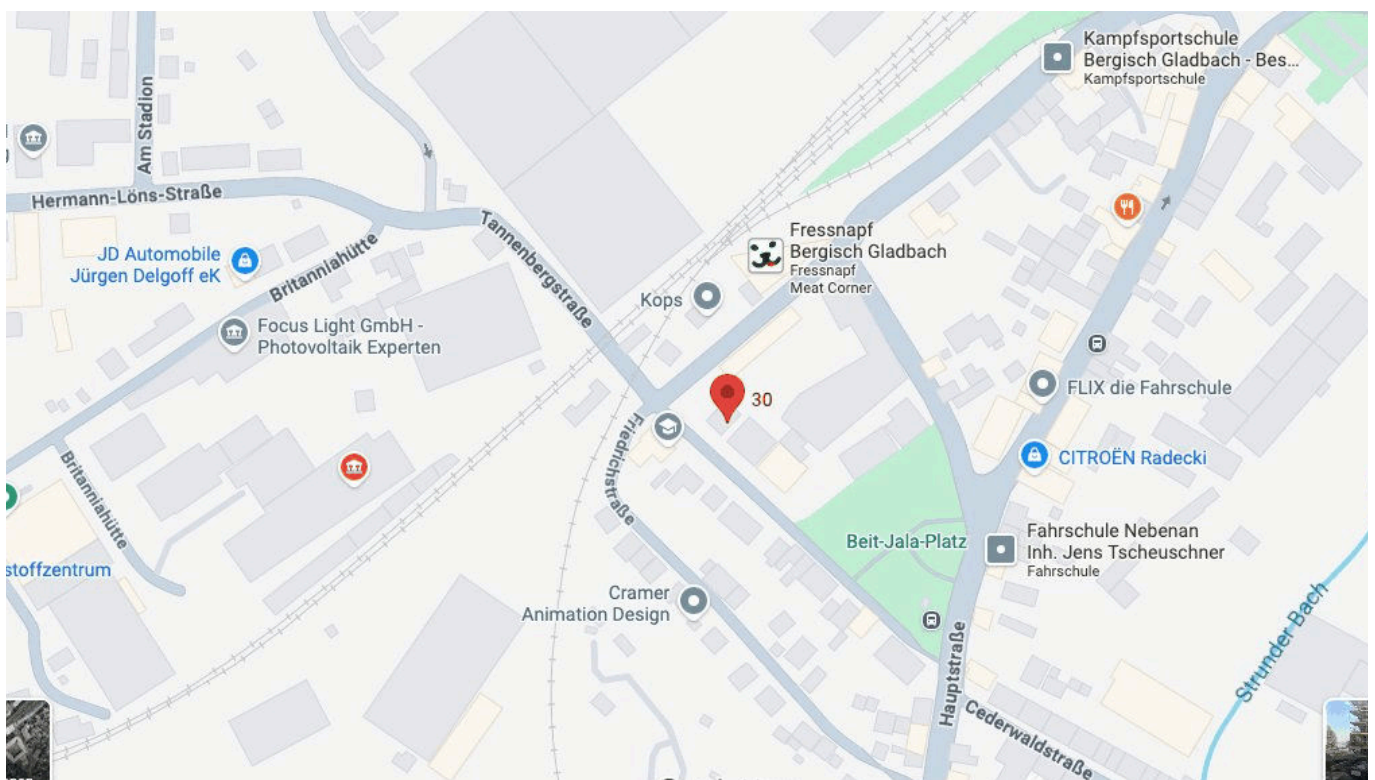 Kampfsportschule
Bergisch Gladbach - Bes...
Kampfsportschule
Am Stadion
Hermann-Löns-Straße
Tannenbergstraße
Fressnapf
Bergisch Gladbach
Fressnapf
Meat Corner
JD Automobile
Jürgen Delgoff eK
Britanniahütte
Kops
Focus Light GmbH -
Photovoltaik Experten
30
FLIX die Fahrschule
Friedrichstraße
CITROËN Radecki
Britanniahütte
Beit-Jala-Platz
Fahrschule Nebenan
Inh. Jens Tscheuschner
Fahrschule
stoffzentrum
Cramer
Animation Design
Strunder Bach
Hauptstraße
Cederwaldstraße